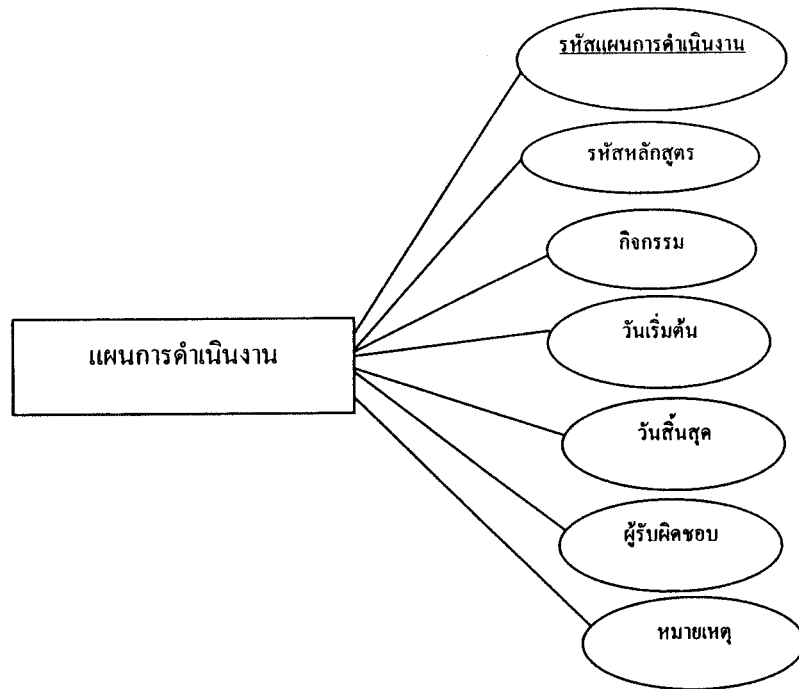 รหัสแผนการดำเนินงาน
รหัสหลักสูตร
กิจกรรม
วันเริ่มต้น
แผนการดำเนินงาน
วันสิ้นสุด
ผู้รับผิดชอบ
หมายเหตุ